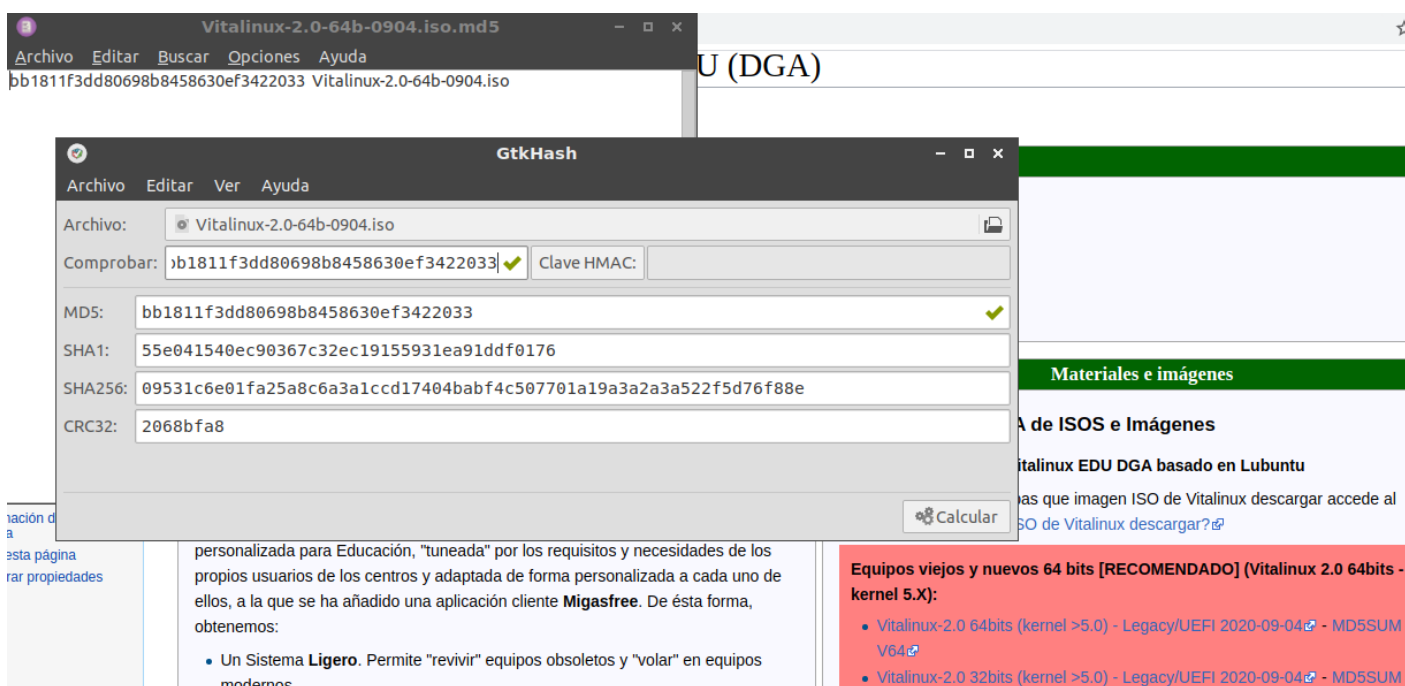 Vitalinux-2.0-64b-0904.iso.md5
Archivo Editar Buscar Opciones Ayuda
bb1811f3dd80698b8458630ef3422033 Vitalinux-2.0-64b-0904.iso
U (DGA)
GtkHash
Archivo Editar Ver Ayuda
Archivo: Vitalinux-2.0-64b-0904.iso
Comprobar: b1811f3dd80698b8458630ef3422033 Clave HMAC:
MD5: bb1811f3dd80698b8458630ef3422033
SHA1: 55e041540ec90367c32ec19155931ea91ddf0176
SHA256: 09531c6e01fa25a8c6a3a1ccd17404babf4c507701a19a3a2a3a522f5d76f88e
CRC32: 2068bfa8
Calcular
mación d
a
esta página
rar propiedades
personalizada para Educación, "tuneada" por los requisitos y necesidades de los
propios usuarios de los centros y adaptada de forma personalizada a cada uno de
ellos, a la que se ha añadido una aplicación cliente Migasfree. De ésta forma,
obtenemos:
• Un Sistema Ligero. Permite "revivir" equipos obsoletos y "volar" en equipos
modernos
Materiales e imágenes
A de ISOS e Imágenes
italinux EDU DGA basado en Lubuntu
as que imagen ISO de Vitalinux descargar accede al
SO de Vitalinux descargar?
Equipos viejos y nuevos 64 bits [RECOMENDADO] (Vitalinux 2.0 64bits -
kernel 5.X):
• Vitalinux-2.0 64bits (kernel >5.0) - Legacy/UEFI 2020-09-04 - MD5SUM
V64
• Vitalinux-2.0 32bits (kernel >5.0) - Legacy/UEFI 2020-09-04 - MD5SUM